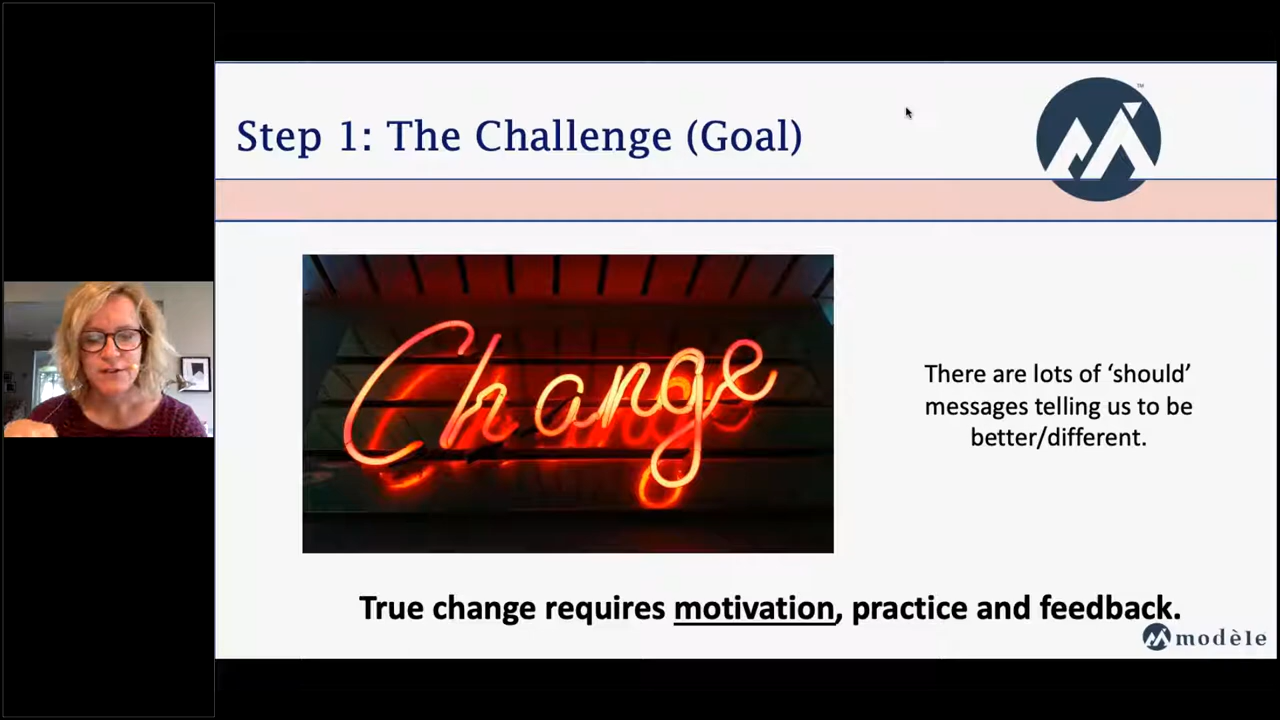 Step 1: The Challenge (Goal)
TM
Change
There are lots of ‘should’
messages telling us to be
better/different.
True change requires motivation, practice and feedback.
modèle